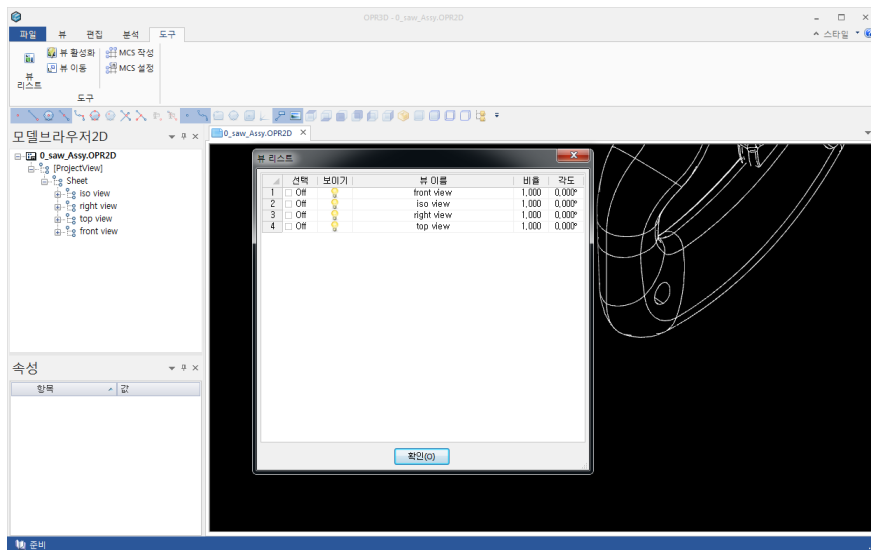 OPR3D - 0_saw_Assy.OPR2D
파일 뷰 편집 분석 도구
스타일
뷰 리스트
뷰 활성화
뷰 이동
MCS 작성
MCS 설정
도구
모델브라우저2D
0_saw_Assy.OPR2D
[ProjectView]
Sheet
iso view
right view
top view
front view
속성
항목 값
0_saw_Assy.OPR2D
뷰 리스트
선택 보이기 뷰 이름 비율 각도
1 Off front view 1,000 0,000º
2 Off iso view 1,000 0,000º
3 Off right view 1,000 0,000º
4 Off top view 1,000 0,000º
확인(O)
준비